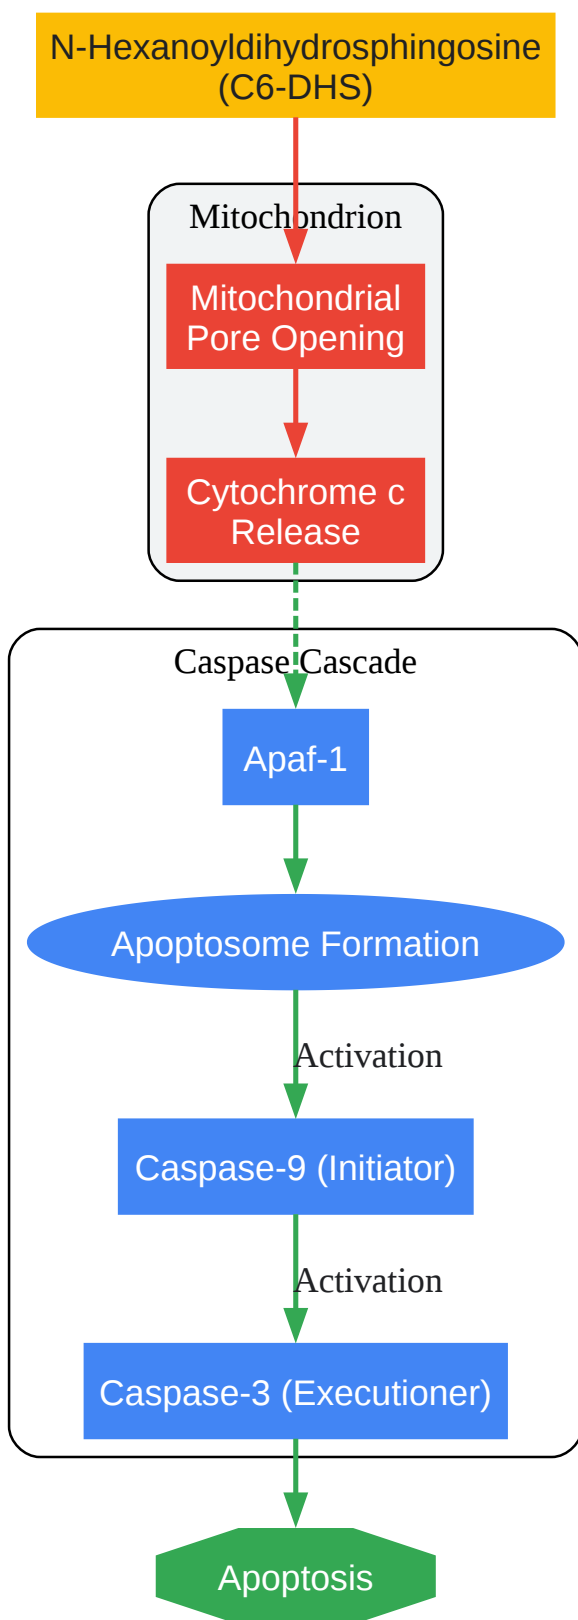 N-Hexanoyldihydrosphingosine
(C6-DHS)
Mitochondrion
Mitochondrial
Pore Opening
Cytochrome c
Release
Caspase Cascade
Apaf-1
Apoptosome Formation
Activation
Caspase-9 (Initiator)
Activation
Caspase-3 (Executioner)
Apoptosis